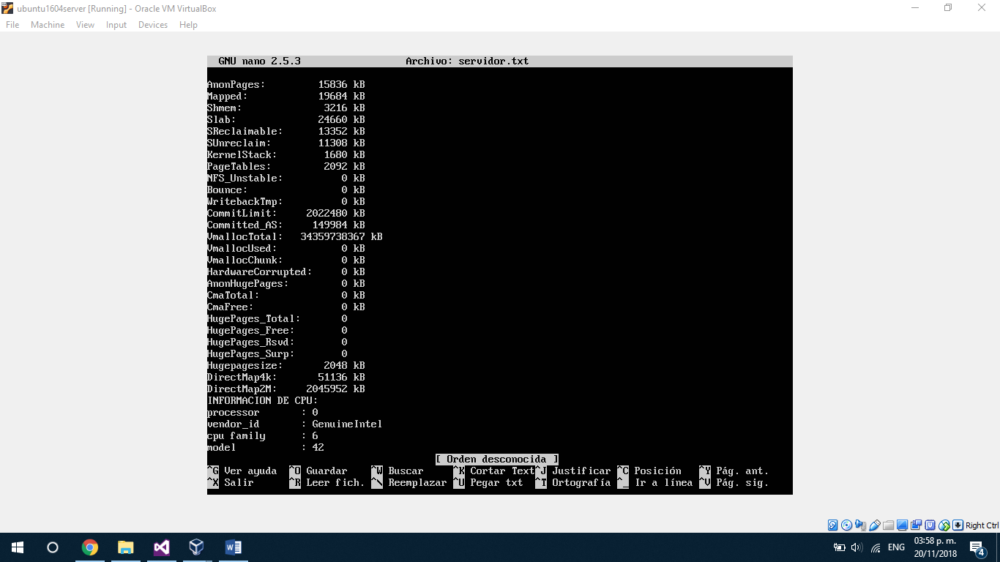 ubuntu1604server [Running] - Oracle VM VirtualBox
File Machine View Input Devices Help
GNU nano 2.5.3 Archivo: servidor.txt
AnonPages: 15836 kB
Mapped: 19684 kB
Shmem: 3216 kB
Slab: 24660 kB
SReclaimable: 13352 kB
SUnreclaim: 11308 kB
KernelStack: 1680 kB
PageTables: 2092 kB
NFS_Unstable: 0 kB
Bounce: 0 kB
WritebackTmp: 0 kB
CommitLimit: 2022480 kB
Committed_AS: 149984 kB
VmallocTotal: 34359738367 kB
VmallocUsed: 0 kB
VmallocChunk: 0 kB
HardwareCorrupted: 0 kB
AnonHugePages: 0 kB
CmaTotal: 0 kB
CmaFree: 0 kB
HugePages_Total: 0
HugePages_Free: 0
HugePages_Rsvd: 0
HugePages_Surp: 0
Hugepagesize: 2048 kB
DirectMap4k: 51136 kB
DirectMap2M: 2045952 kB
INFORMACION DE CPU:
processor : 0
vendor_id : GenuineIntel
cpu family : 6
model : 42
[ Orden desconocida ]
^G Ver ayuda ^O Guardar ^W Buscar ^K Cortar Text ^J Justificar ^C Posición ^Y Pág. ant.
^X Salir ^R Leer fich. ^\ Reemplazar ^U Pegar txt ^T Ortografía ^_ Ir a línea ^V Pág. sig.
Right Ctrl
ENG 03:58 p. m.
20/11/2018
4